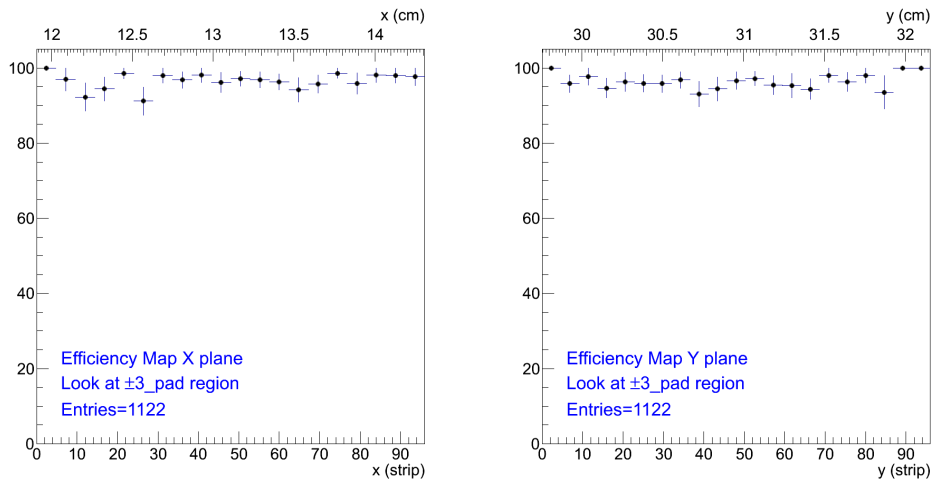 x (cm)
12 12.5 13 13.5 14
100
80
60
40
20
0
Efficiency Map X plane
Look at ±3_pad region
Entries=1122
0 10 20 30 40 50 60 70 80 90
x (strip)
y (cm)
30 30.5 31 31.5 32
100
80
60
40
20
0
Efficiency Map Y plane
Look at ±3_pad region
Entries=1122
0 10 20 30 40 50 60 70 80 90
y (strip)